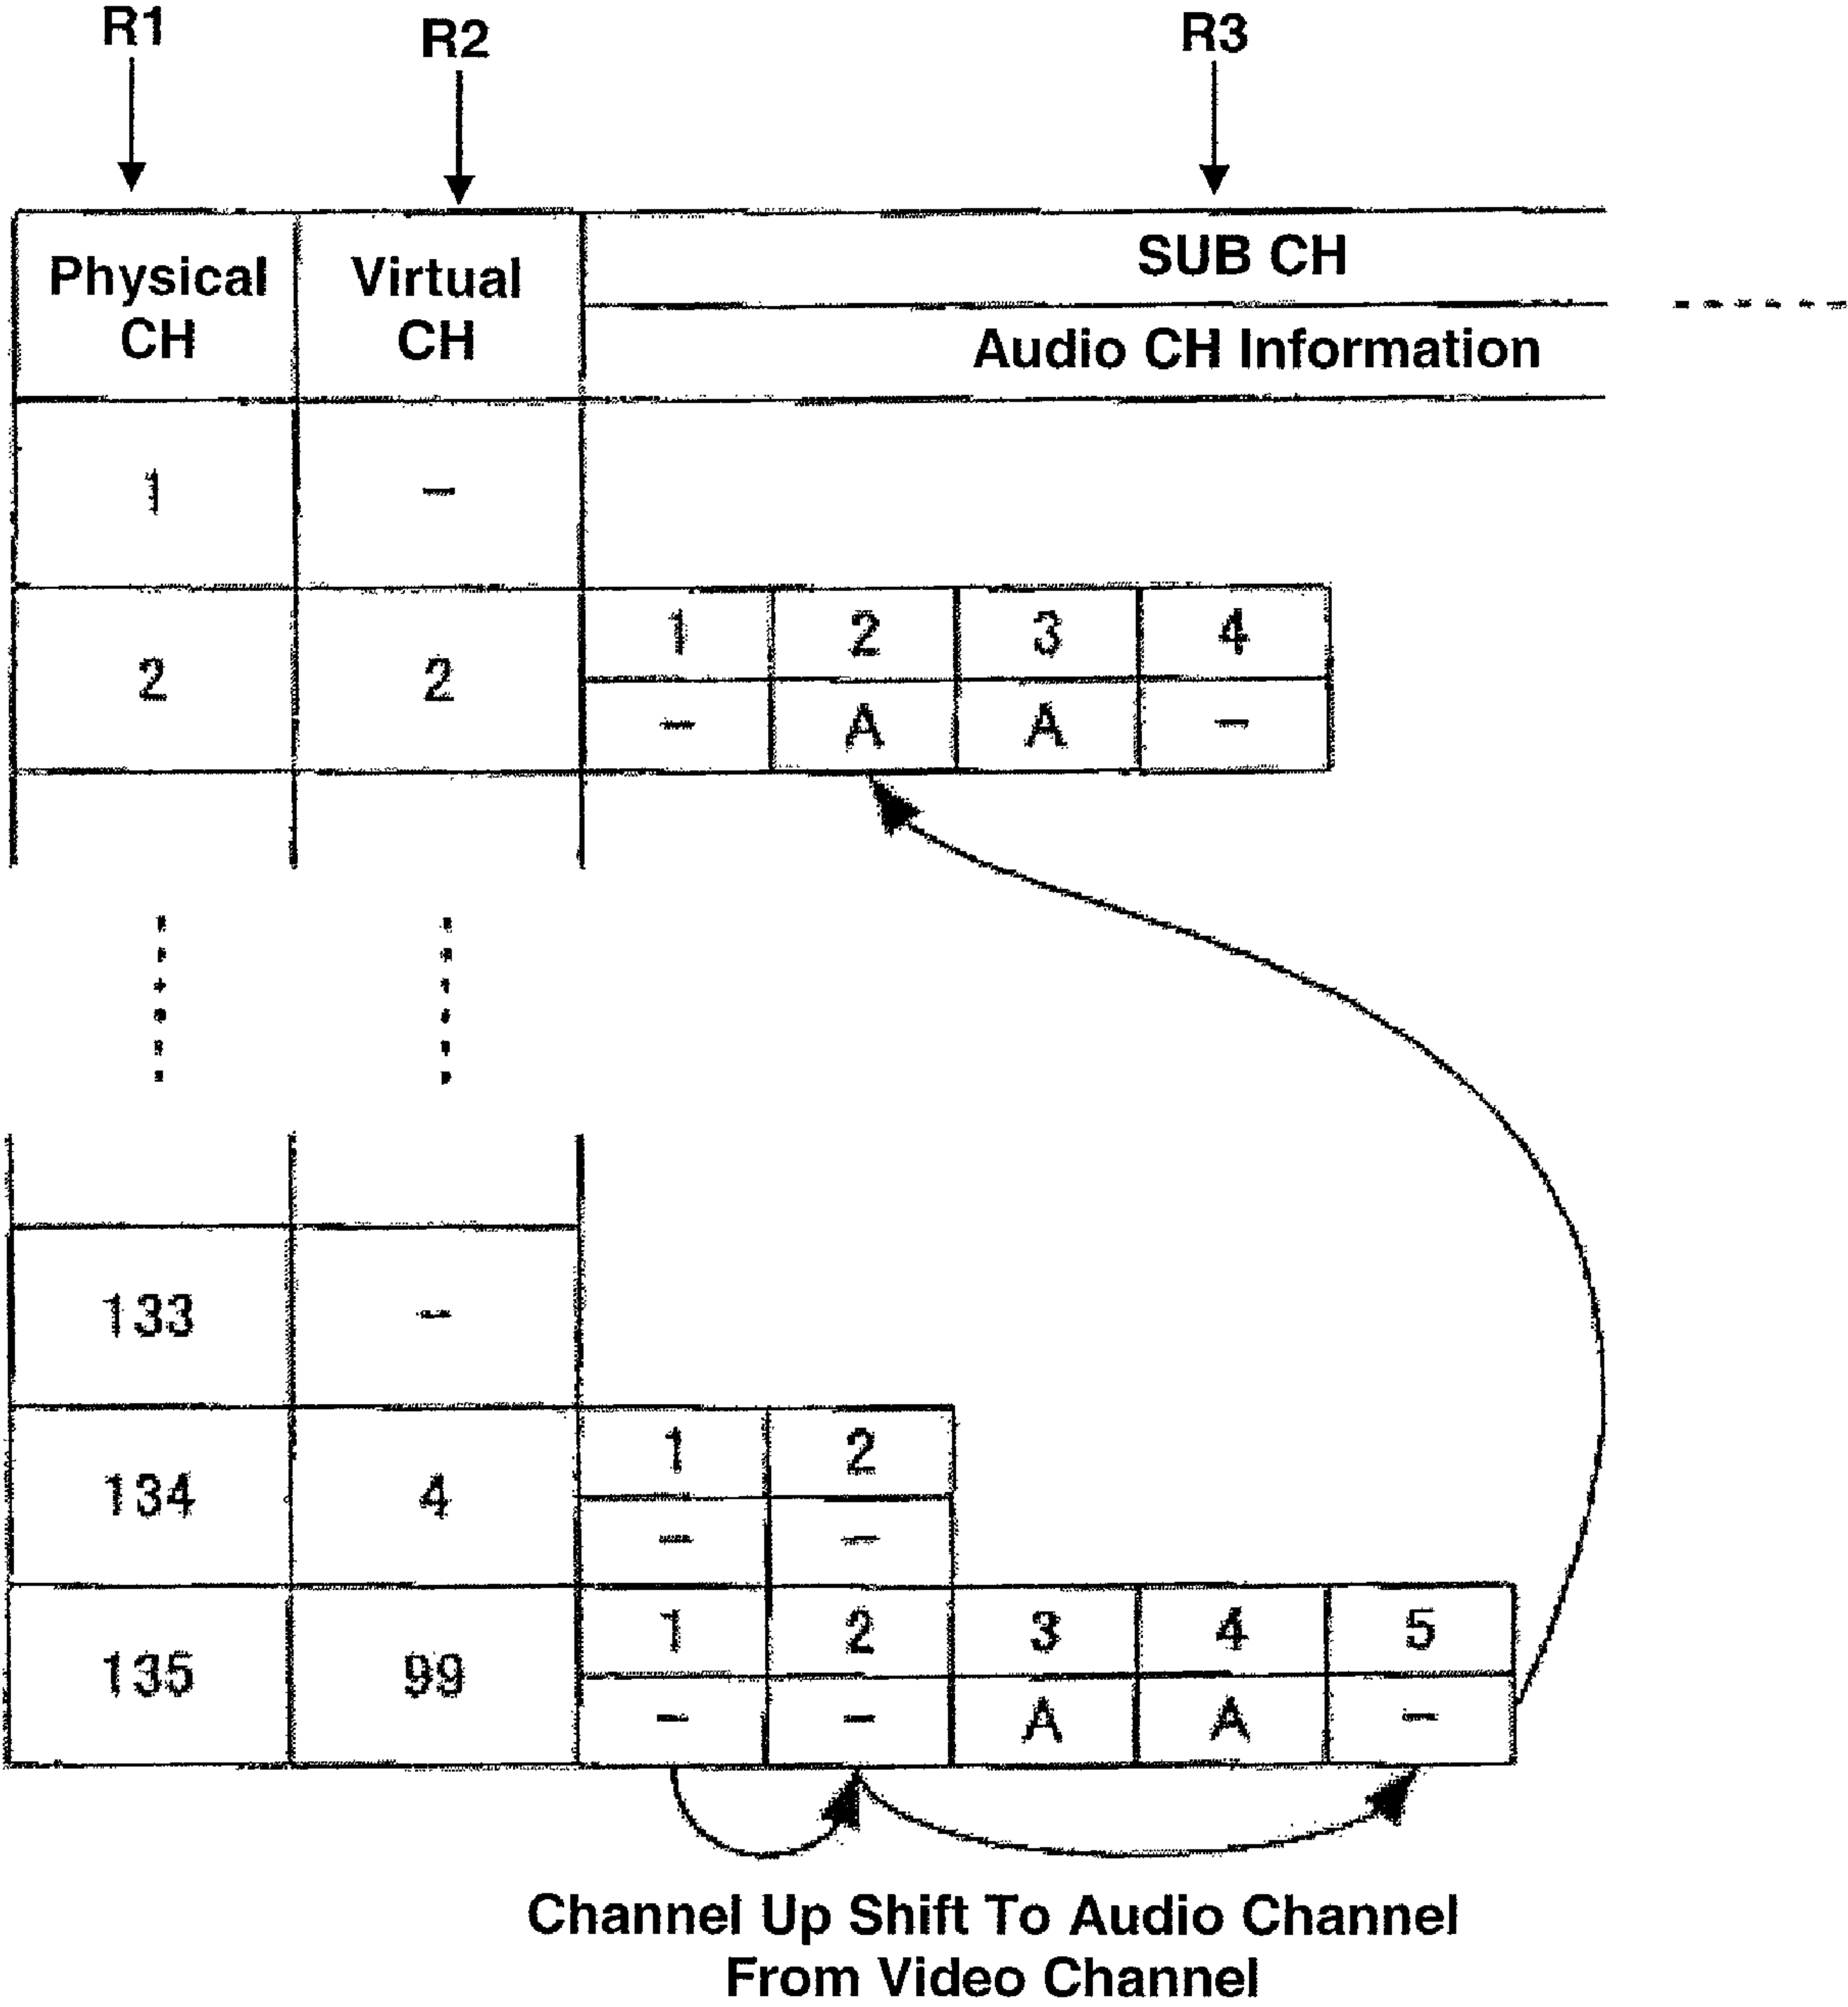 R1
R2
R3
Physical CH
Virtual CH
SUB CH
Audio CH Information
1
–
2
2
1 2 3 4
– A A –
133
–
134
4
1 2
– –
135
99
1 2 3 4 5
– – A A –
Channel Up Shift To Audio Channel
From Video Channel